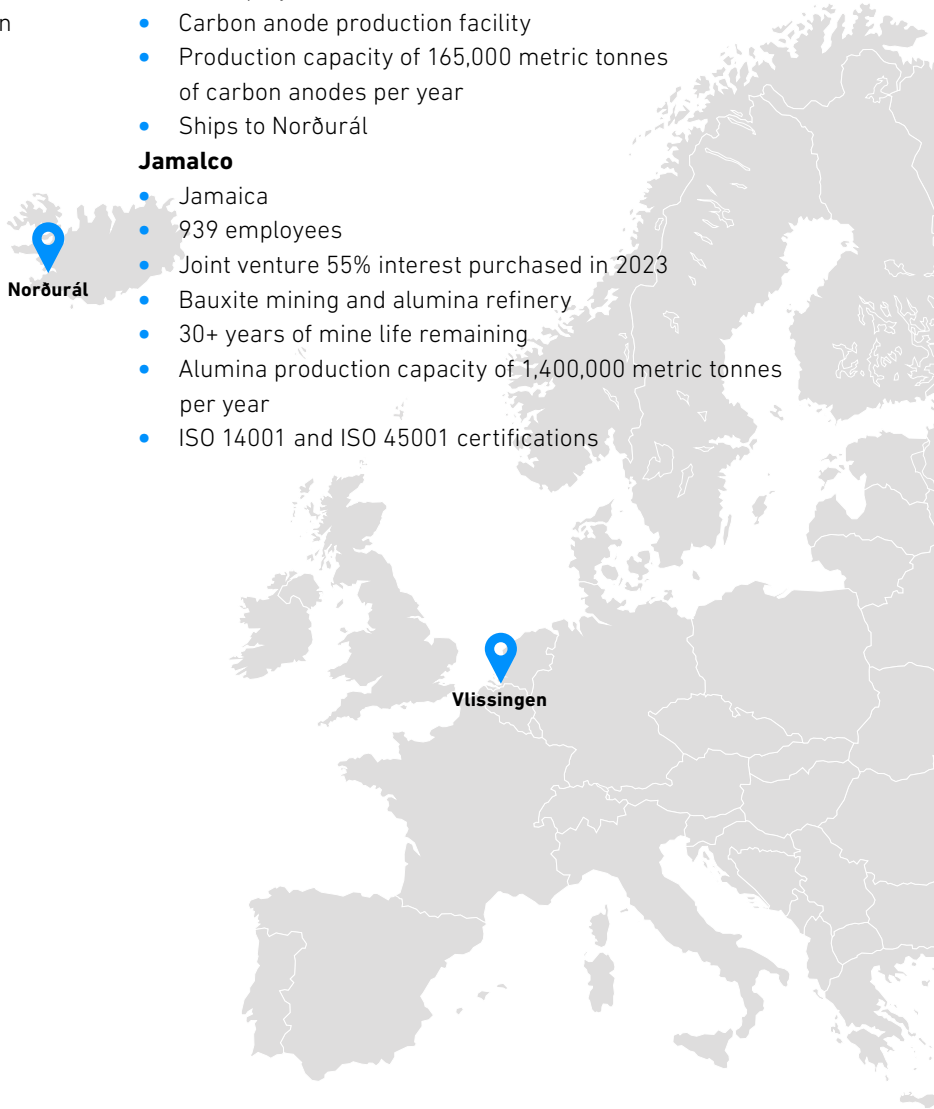 n
Carbon anode production facility
Production capacity of 165,000 metric tonnes
of carbon anodes per year
Ships to Norðurál
Jamalco
Jamaica
939 employees
Joint venture 55% interest purchased in 2023
Bauxite mining and alumina refinery
30+ years of mine life remaining
Alumina production capacity of 1,400,000 metric tonnes
per year
ISO 14001 and ISO 45001 certifications
Norðurál
Vlissingen